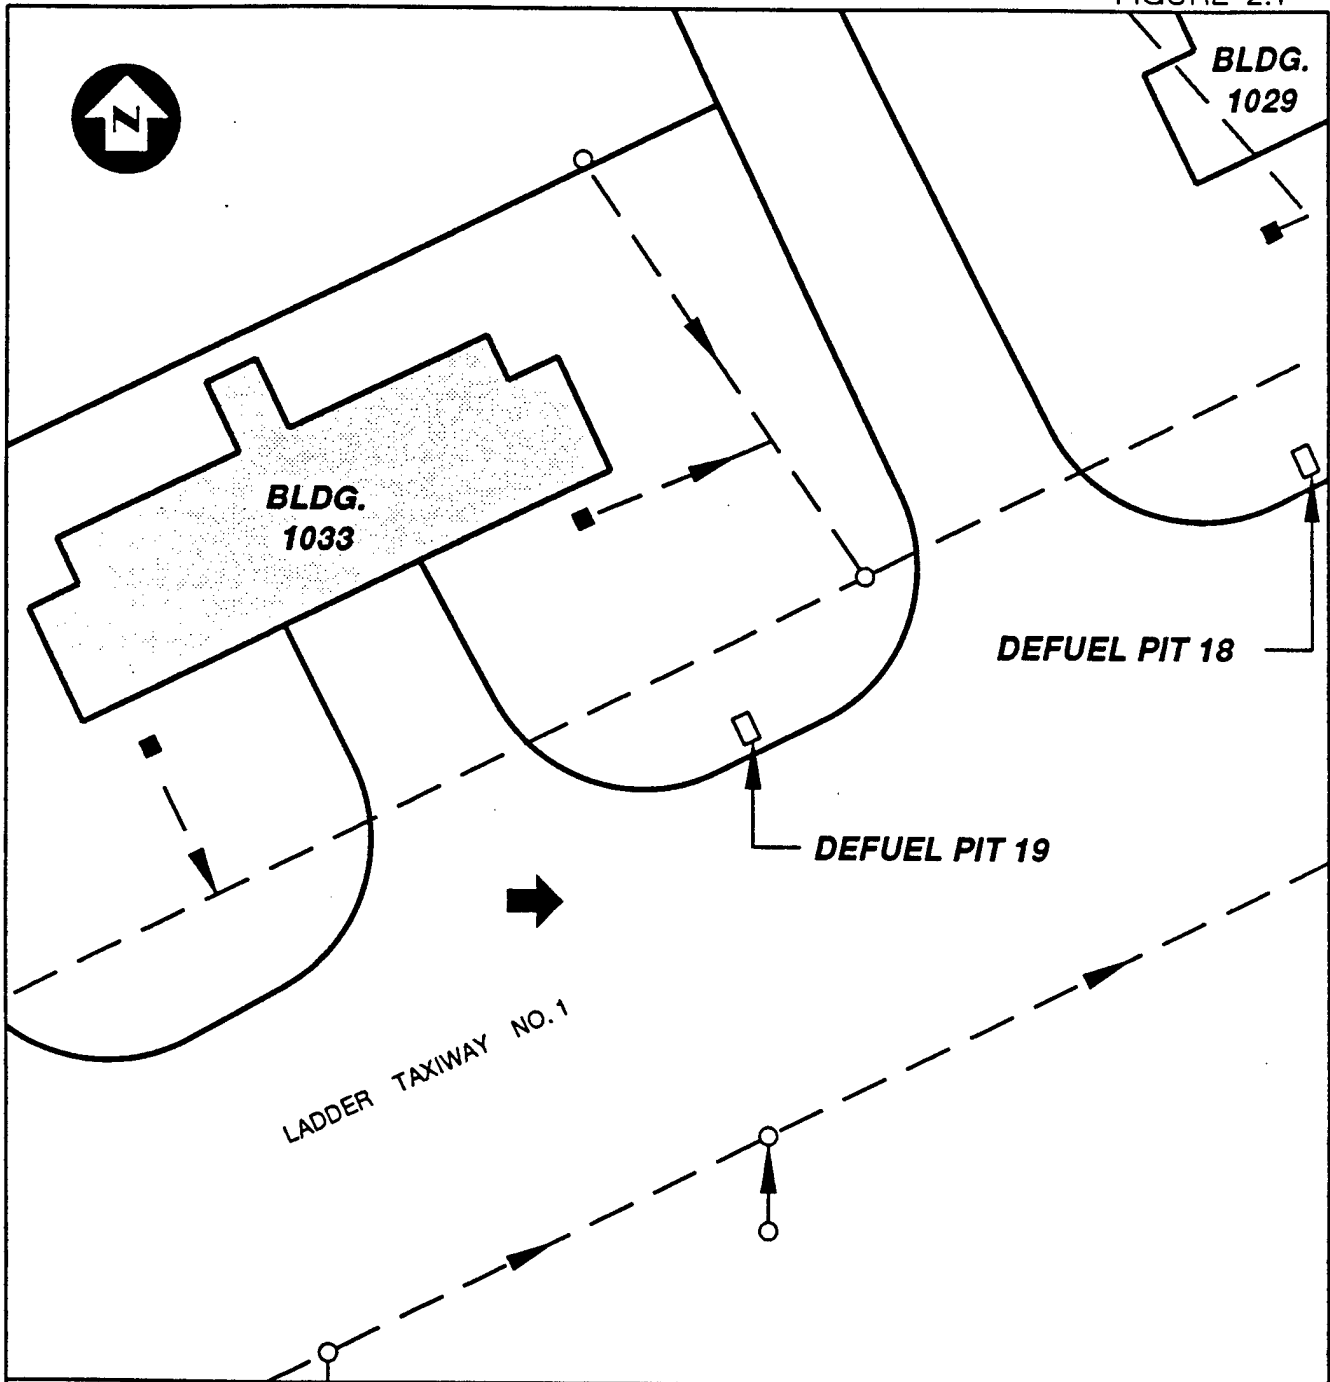 BLDG.
1029
N
BLDG.
1033
DEFUEL PIT 18
DEFUEL PIT 19
LADDER TAXIWAY NO. 1